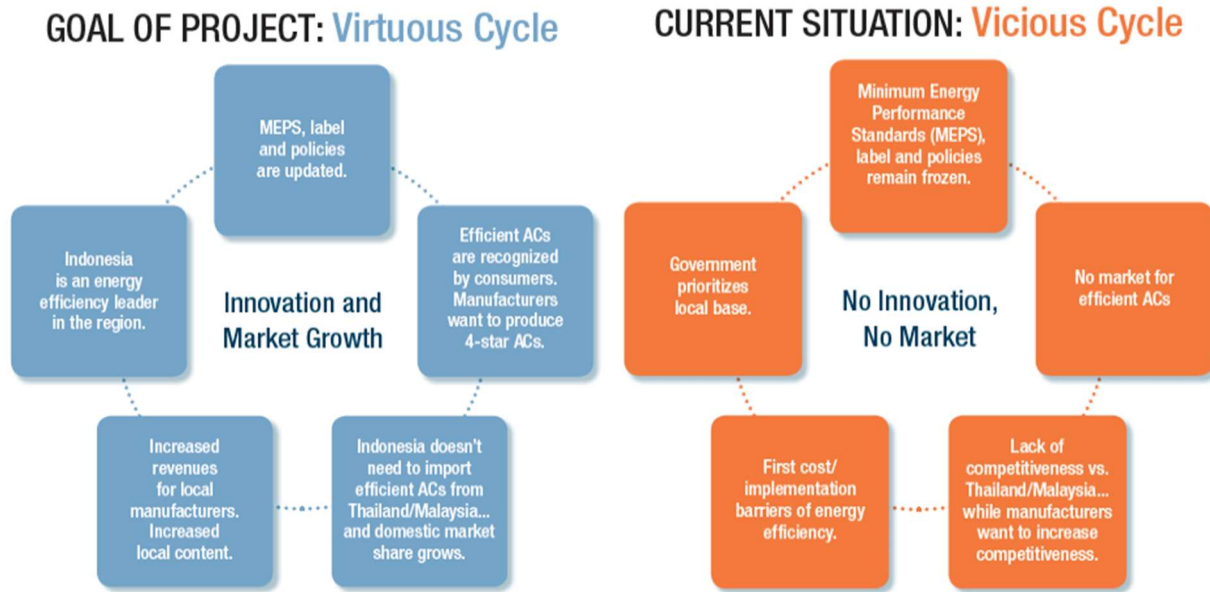 GOAL OF PROJECT: Virtuous Cycle
MEPS, label
and policies
are updated.
Efficient ACs
are recognized
by consumers.
Manufacturers
want to produce
4-star ACs.
Indonesia doesn't
need to import
efficient ACs from
Thailand/Malaysia...
and domestic market
share grows.
Increased
revenues
for local
manufacturers.
Increased
local content.
Indonesia
is an energy
efficiency leader
in the region.
Innovation and
Market Growth
CURRENT SITUATION: Vicious Cycle
Minimum Energy
Performance
Standards (MEPS),
label and policies
remain frozen.
No market for
efficient ACs
Lack of
competitiveness vs.
Thailand/Malaysia...
while manufacturers
want to increase
competitiveness.
First cost/
implementation
barriers of energy
efficiency.
Government
prioritizes
local base.
No Innovation,
No Market